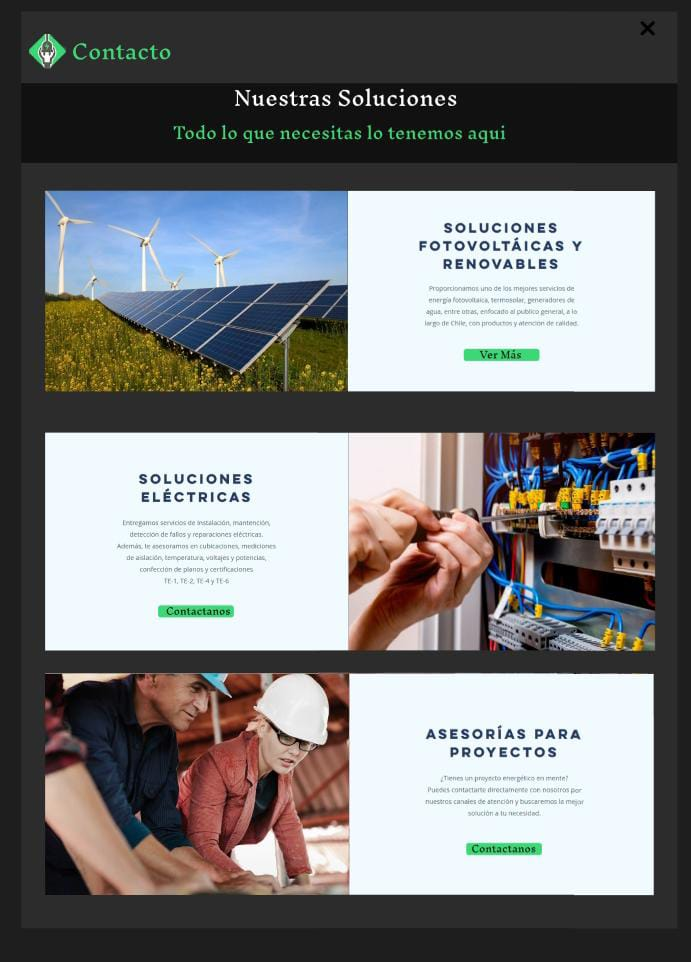 Contacto
Nuestras Soluciones
Todo lo que necesitas lo tenemos aqui
SOLUCIONES
FOTOVOLTÁICAS Y
RENOVABLES
Proporcionamos uno de los mejores servicios de
energía fotovoltaica, termosolar, generadores de
agua, entre otras, enfocado al publico general, a lo
largo de Chile, con productos y atencion de calidad.
Ver Más
SOLUCIONES
ELÉCTRICAS
Entregamos servicios de Instalación, mantención,
detección de fallos y reparaciones eléctricas.
Además, te asesoramos en cubicaciones, mediciones
de aislación, temperatura, voltajes y potencias,
confección de planos y certificaciones
TE-1, TE-2, TE-4 y TE-6
Contactanos
ASESORÍAS PARA
PROYECTOS
¿Tienes un proyecto energético en mente?
Puedes contactarte directamente con nosotros por
nuestros canales de atención y buscaremos la mejor
solución a tu necesidad.
Contactanos